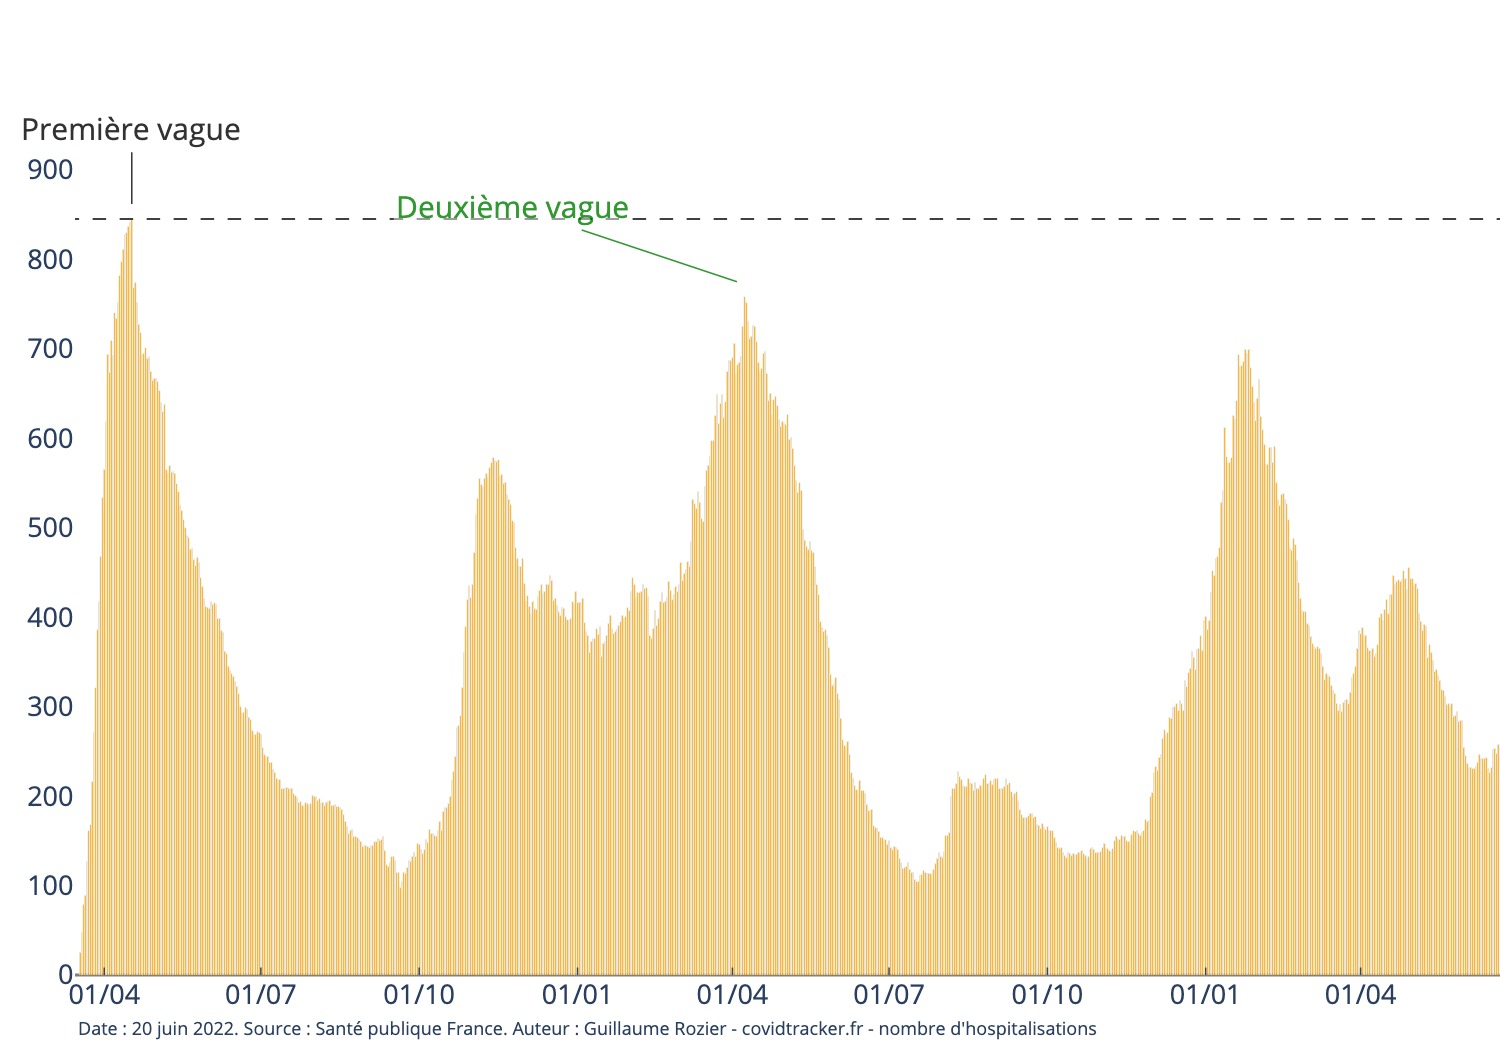 Première vague
900
Deuxième vague
800
700
600
500
400
300
200
100
0
01/04 01/07 01/10 01/01 01/04 01/07 01/10 01/01 01/04
Date : 20 juin 2022. Source : Santé publique France. Auteur : Guillaume Rozier - covidtracker.fr - nombre d'hospitalisations